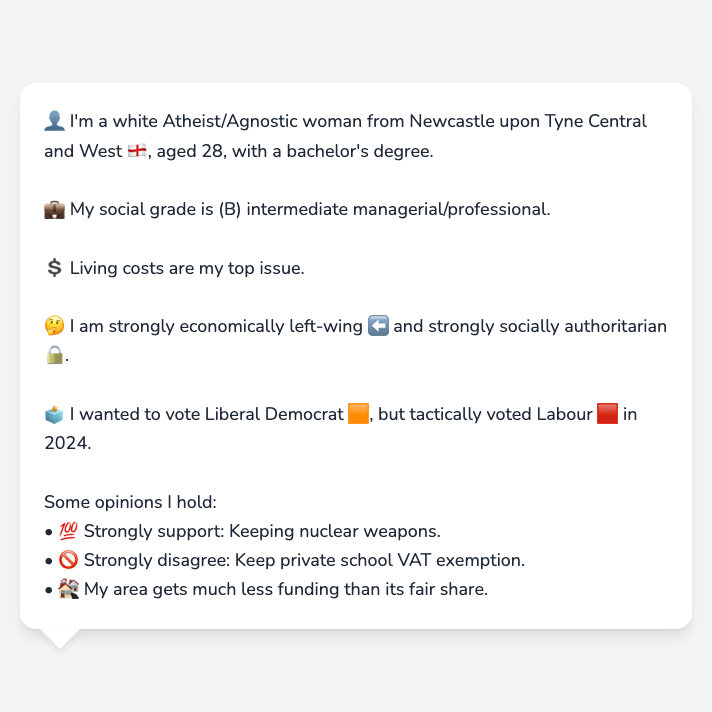 👤 I'm a white Atheist/Agnostic woman from Newcastle upon Tyne Central
and West 🏴󠁧󠁢󠁥󠁮󠁧󠁿, aged 28, with a bachelor's degree.
💼 My social grade is (B) intermediate managerial/professional.
💲 Living costs are my top issue.
🤔 I am strongly economically left-wing ⬅️ and strongly socially authoritarian
🔒.
🗳️ I wanted to vote Liberal Democrat 🟧, but tactically voted Labour 🟥 in
2024.
Some opinions I hold:
• 💯 Strongly support: Keeping nuclear weapons.
• 🚫 Strongly disagree: Keep private school VAT exemption.
• 🏘️ My area gets much less funding than its fair share.